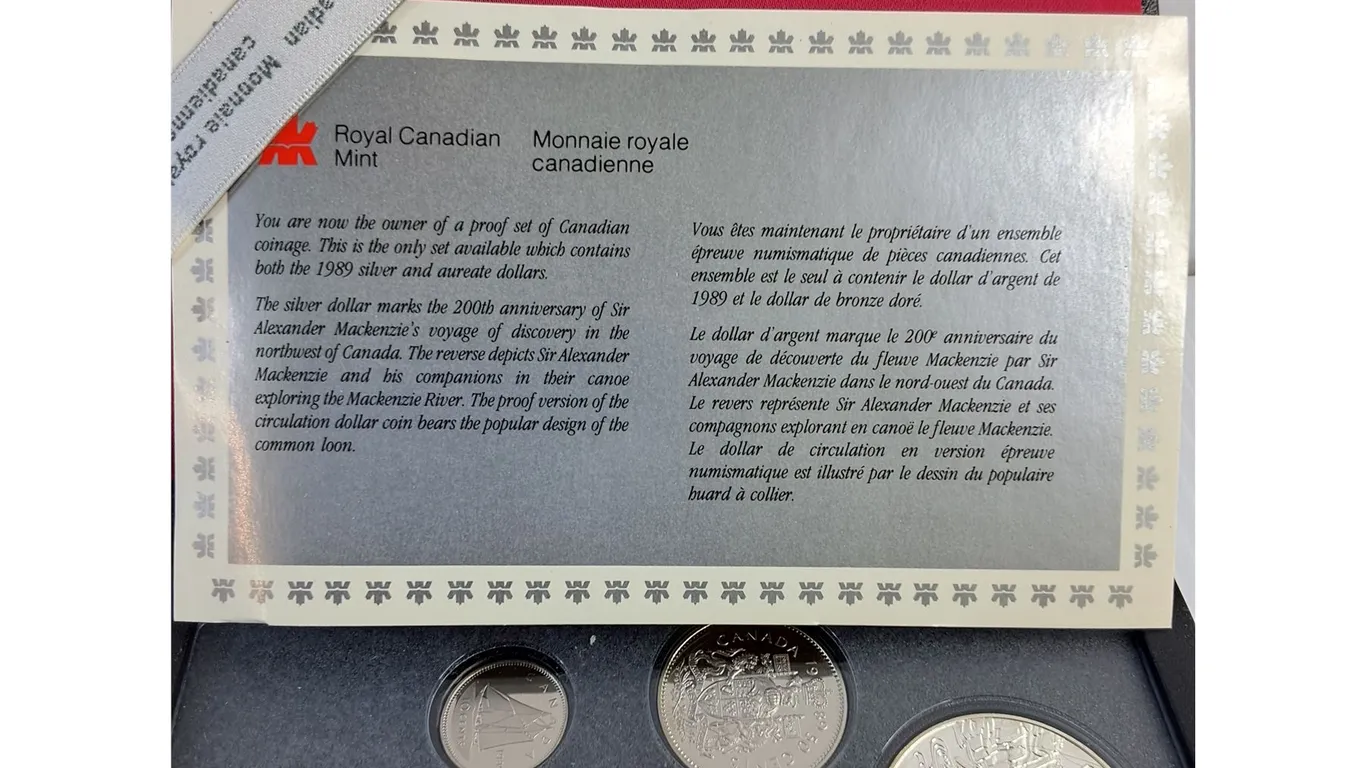 Monnaie
canadienne
Royal Canadian
Mint
Monnaie royale
canadienne
You are now the owner of a proof set of Canadian
coinage. This is the only set available which contains
both the 1989 silver and aureate dollars.
The silver dollar marks the 200th anniversary of Sir
Alexander Mackenzie's voyage of discovery in the
northwest of Canada. The reverse depicts Sir Alexander
Mackenzie and his companions in their canoe
exploring the Mackenzie River. The proof version of the
circulation dollar coin bears the popular design of the
common loon.
Vous êtes maintenant le propriétaire d'un ensemble
épreuve numismatique de pièces canadiennes. Cet
ensemble est le seul à contenir le dollar d'argent de
1989 et le dollar de bronze doré.
Le dollar d'argent marque le 200e anniversaire du
voyage de découverte du fleuve Mackenzie par Sir
Alexander Mackenzie dans le nord-ouest du Canada.
Le revers représente Sir Alexander Mackenzie et ses
compagnons explorant en canoë le fleuve Mackenzie.
Le dollar de circulation en version épreuve
numismatique est illustré par le dessin du populaire
huard à collier.
CANADA